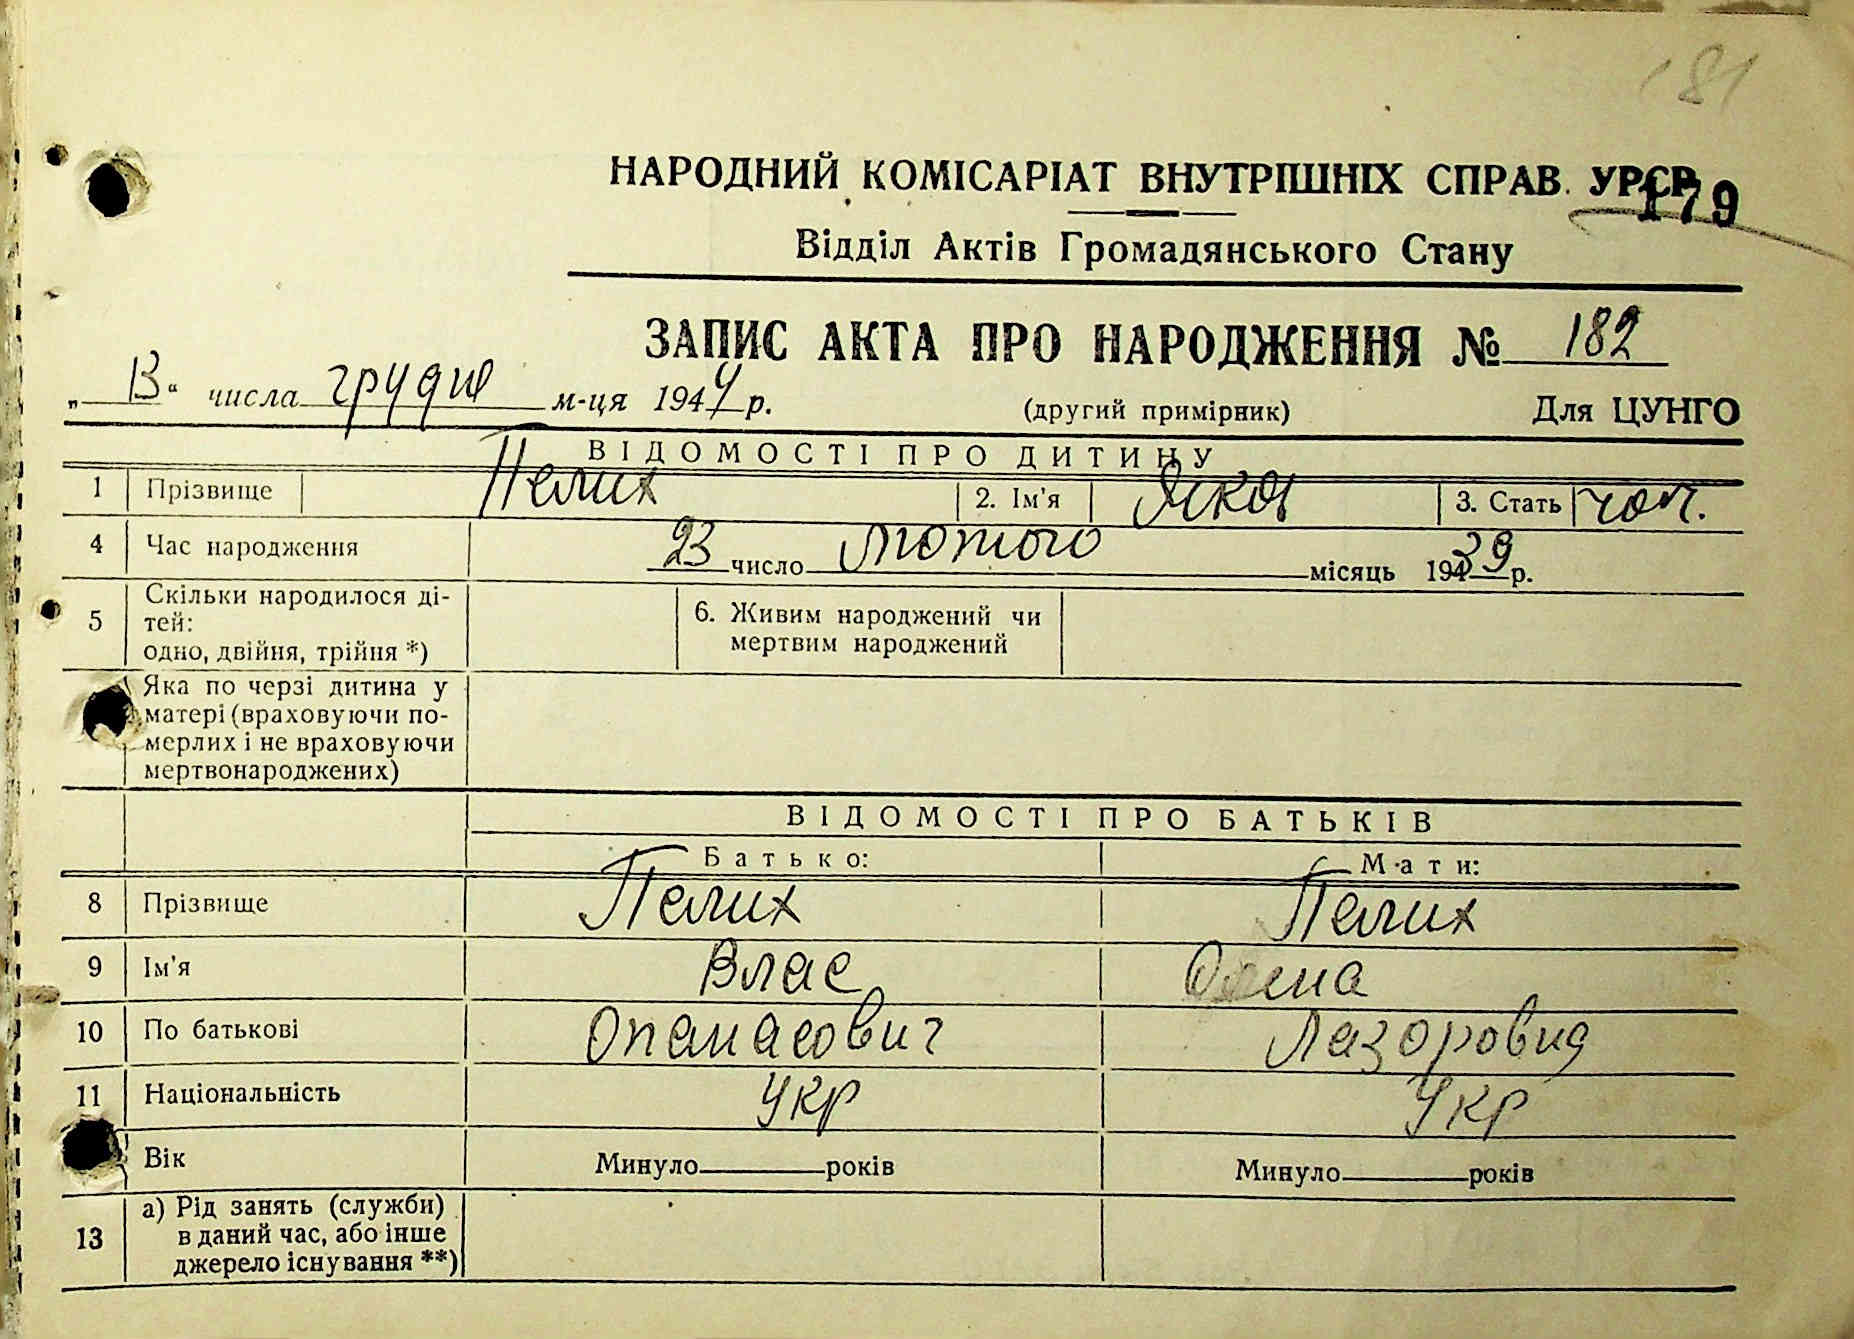 181
НАРОДНИЙ КОМІСАРІАТ ВНУТРІШНІХ СПРАВ УРСР
179
Відділ Актів Громадянського Стану
ЗАПИС АКТА ПРО НАРОДЖЕННЯ № 182
„ 13 “ числа грудня м-ця 1944 р. (другий примірник) Для ЦУНГО
ВІДОМОСТІ ПРО ДИТИНУ
1 Прізвище Пелих 2. Ім'я 3. Стать чол.
4 Час народження 23 число лютого місяць 1939 р.
5 Скільки народилося ді-
тей:
одно, двійня, трійня *)
6. Живим народжений чи
мертвим народжений
Яка по черзі дитина у
матері (враховуючи по-
мерлих і не враховуючи
мертвонароджених)
ВІДОМОСТІ ПРО БАТЬКІВ
Батько: Мати:
8 Прізвище Пелих Пелих
9 Ім'я Влас
10 По батькові Опанасович
11 Національність Укр Укр
Вік Минуло років Минуло років
13 а) Рід занять (служби)
в даний час, або інше
джерело існування **)